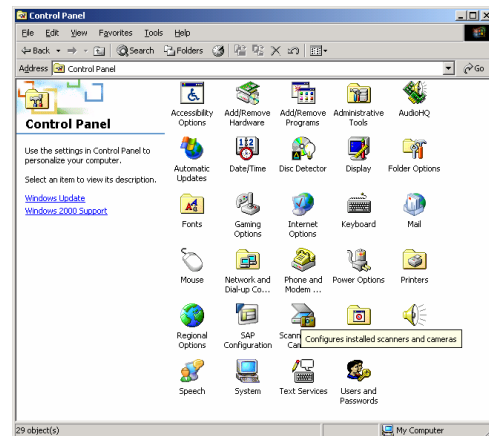 Control Panel
File Edit View Favorites Tools Help
Back Search Folders
Address Control Panel Go
Control Panel
Use the settings in Control Panel to
personalize your computer.
Select an item to view its description.
Windows Update
Windows 2000 Support
Accessibility
Options
Add/Remove
Hardware
Add/Remove
Programs
Administrative
Tools
AudioHQ
Automatic
Updates
Date/Time
Disc Detector
Display
Folder Options
Fonts
Gaming
Options
Internet
Options
Keyboard
Mail
Mouse
Network and
Dial-up Co...
Phone and
Modem ...
Power Options
Printers
Regional
Options
SAP
Configuration
Configures installed scanners and cameras
Speech
System
Text Services
Users and
Passwords
29 object(s) My Computer